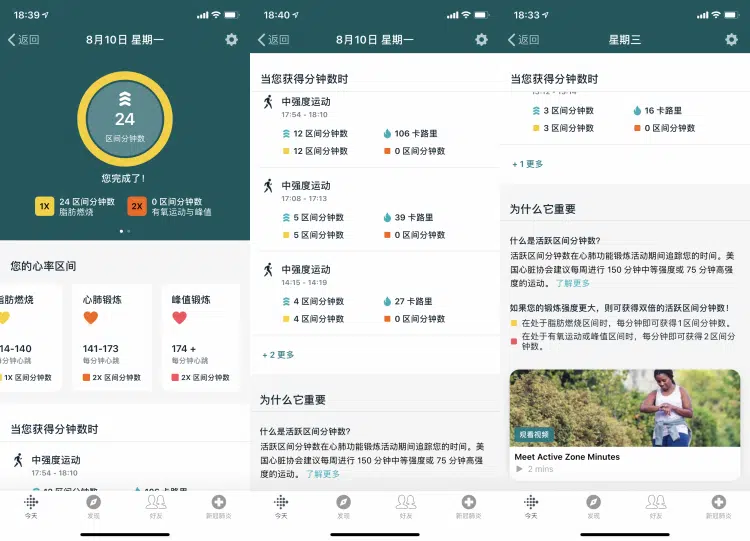 18:39
返回
8月10日 星期一
24
区间分钟数
您完成了！
1X
24 区间分钟数
脂肪燃烧
2X
0 区间分钟数
有氧运动与峰值
您的心率区间
脂肪燃烧
心肺锻炼
峰值锻炼
14-140
141-173
174 +
每分钟心跳
每分钟心跳
每分钟心跳
1X 区间分钟数
2X 区间分钟数
2X 区间分钟数
当您获得分钟数时
中强度运动
17:54 - 18:10
12 区间分钟数
106 卡路里
今天
发现
好友
新冠肺炎
18:40
返回
8月10日 星期一
当您获得分钟数时
中强度运动
17:54 - 18:10
12 区间分钟数
106 卡路里
12 区间分钟数
0 区间分钟数
中强度运动
17:08 - 17:13
5 区间分钟数
39 卡路里
5 区间分钟数
0 区间分钟数
中强度运动
14:15 - 14:19
4 区间分钟数
27 卡路里
4 区间分钟数
0 区间分钟数
+ 2 更多
为什么它重要
什么是活跃区间分钟数?
活跃区间分钟数在心肺功能锻炼活动期间追踪您的时间。美
国心脏协会建议每周进行 150 分钟中等强度或 75 分钟高强
度的运动。 了解更多
今天
发现
好友
新冠肺炎
18:33
返回
星期三
当您获得分钟数时
13:12 - 13:14
3 区间分钟数
16 卡路里
3 区间分钟数
0 区间分钟数
+ 1 更多
为什么它重要
什么是活跃区间分钟数?
活跃区间分钟数在心肺功能锻炼活动期间追踪您的时间。美
国心脏协会建议每周进行 150 分钟中等强度或 75 分钟高强
度的运动。 了解更多
如果您的锻炼强度更大，则可获得双倍的活跃区间分钟数！
在处于脂肪燃烧区间时，每分钟即可获得1区间分钟数。
在处于有氧运动或峰值区间时，每分钟即可获得2区间分
钟数。
观看视频
Meet Active Zone Minutes
2 mins
今天
发现
好友
新冠肺炎